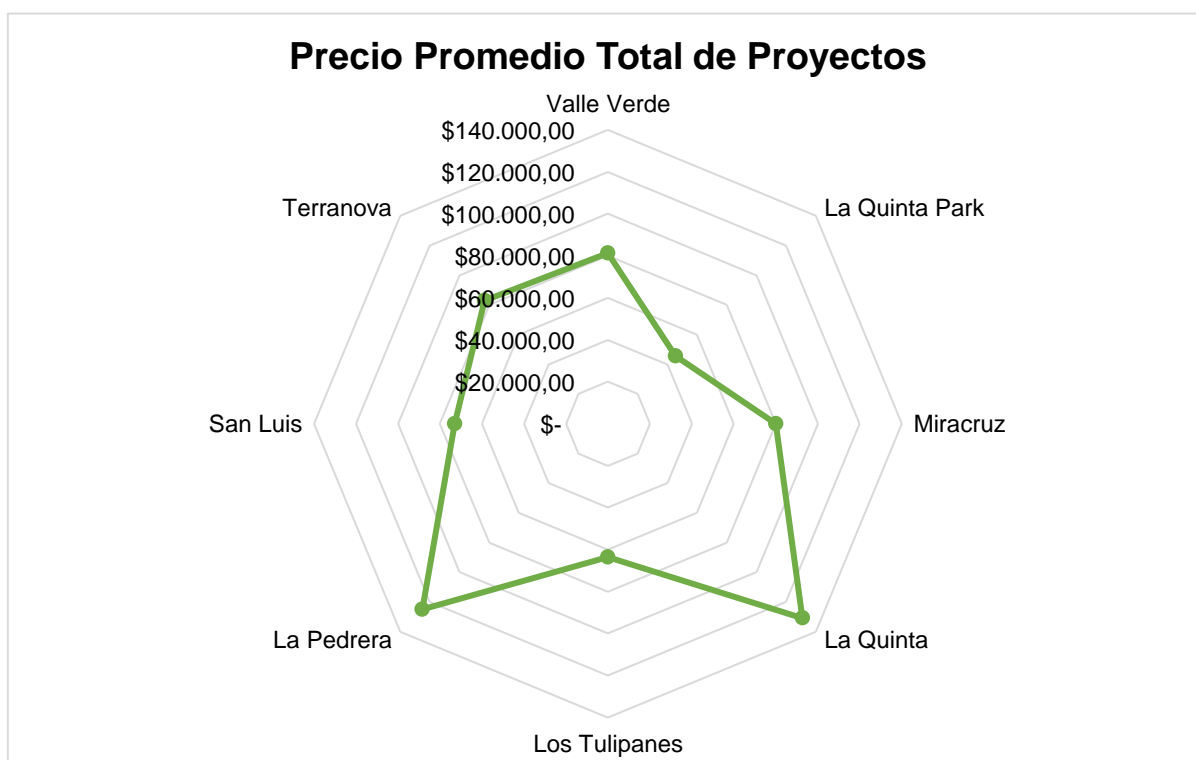 Precio Promedio Total de Proyectos
Valle Verde
$140.000,00
$120.000,00
Terranova
La Quinta Park
$100.000,00
$80.000,00
$60.000,00
$40.000,00
$20.000,00
San Luis
$-
Miracruz
La Pedrera
La Quinta
Los Tulipanes